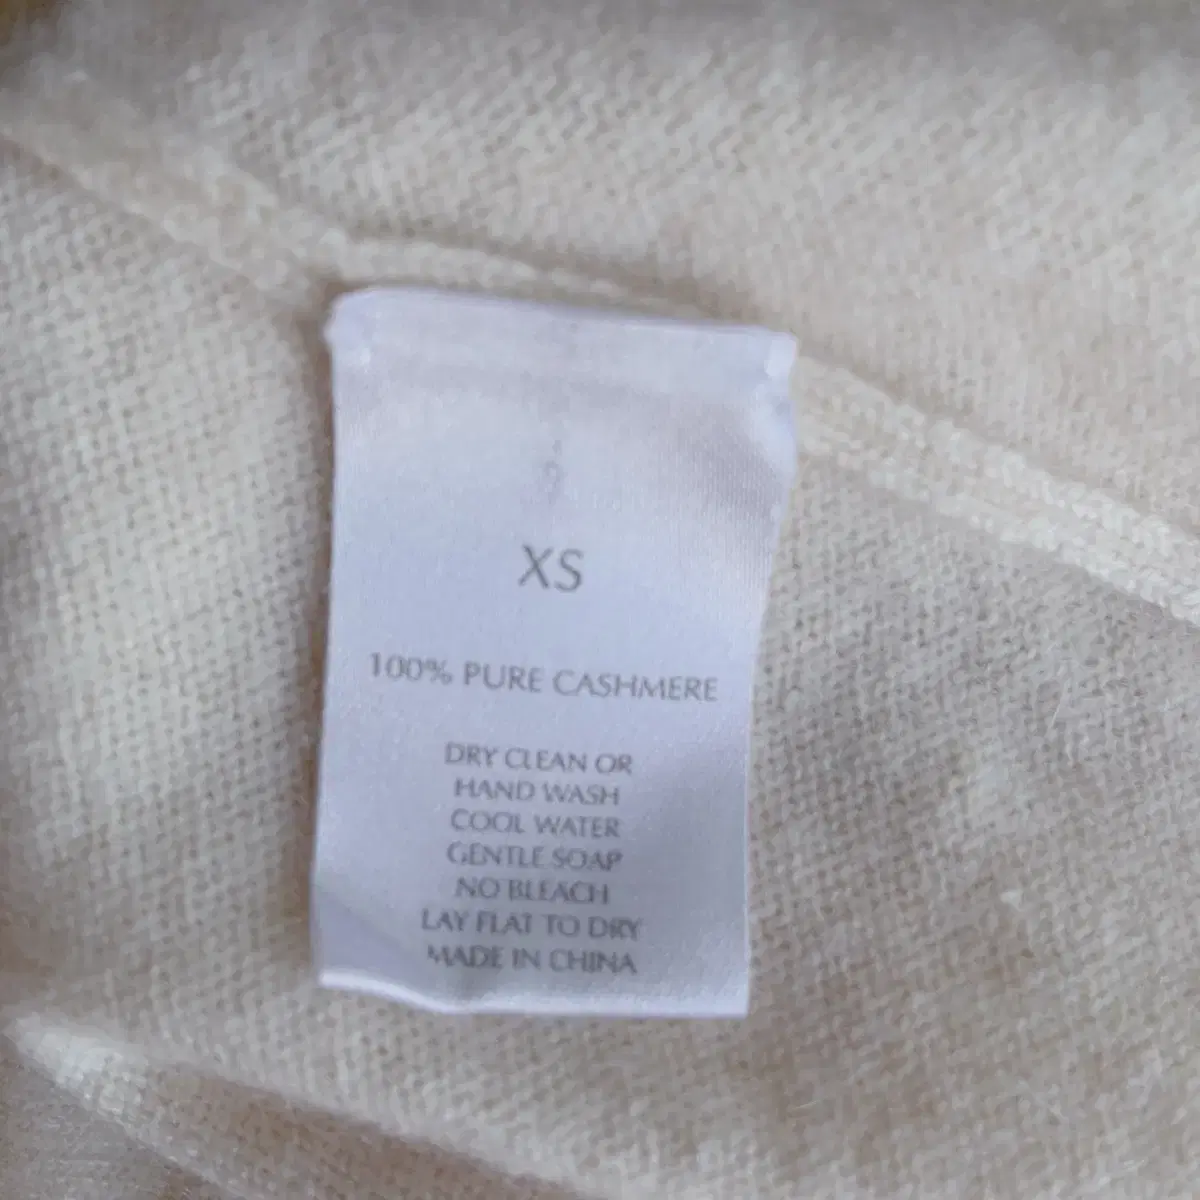 XS
100% PURE CASHMERE
DRY CLEAN OR
HAND WASH
COOL WATER
GENTLE SOAP
NO BLEACH
LAY FLAT TO DRY
MADE IN CHINA